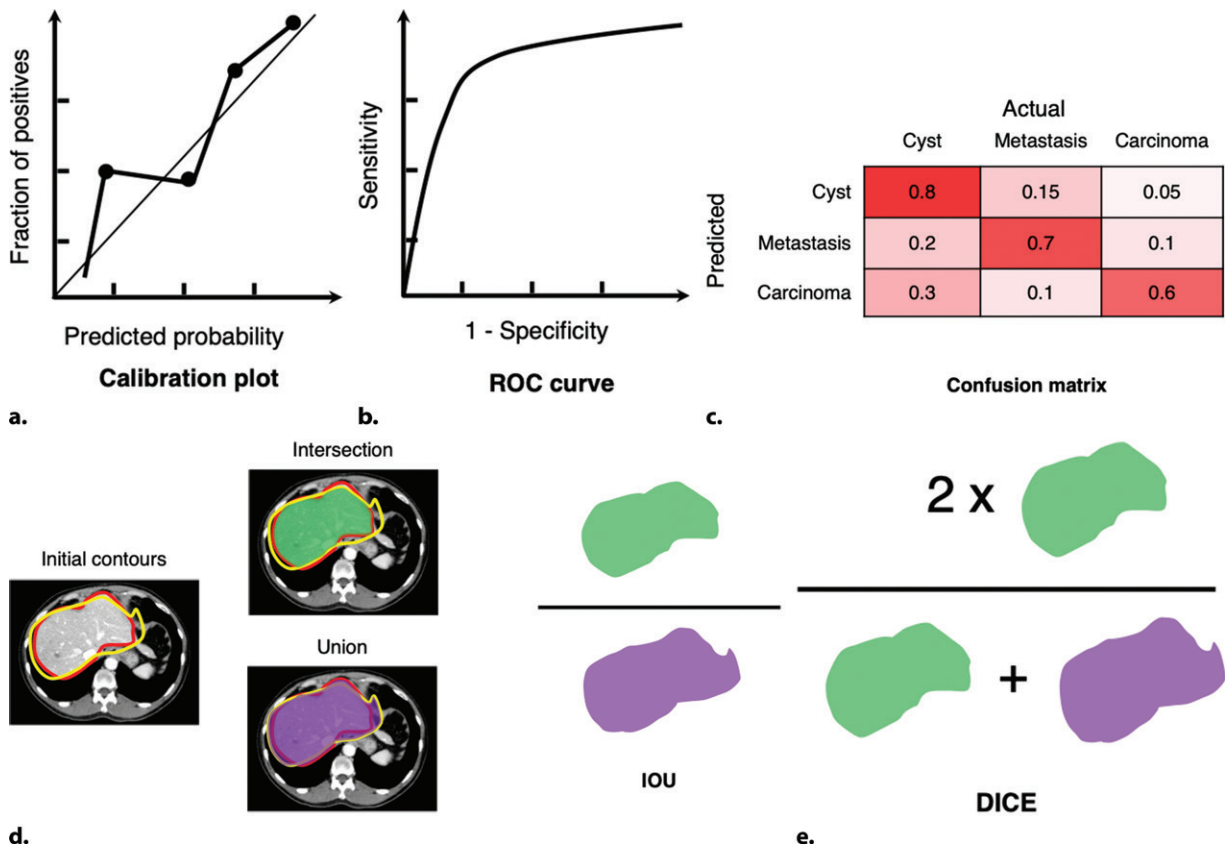 Fraction of positives
Predicted probability
Calibration plot
a.
Sensitivity
1 - Specificity
ROC curve
b.
Actual
Cyst Metastasis Carcinoma
Predicted
Cyst 0.8 0.15 0.05
Metastasis 0.2 0.7 0.1
Carcinoma 0.3 0.1 0.6
Confusion matrix
c.
Initial contours
Intersection
Union
IOU
d.
2 x
+
DICE
e.